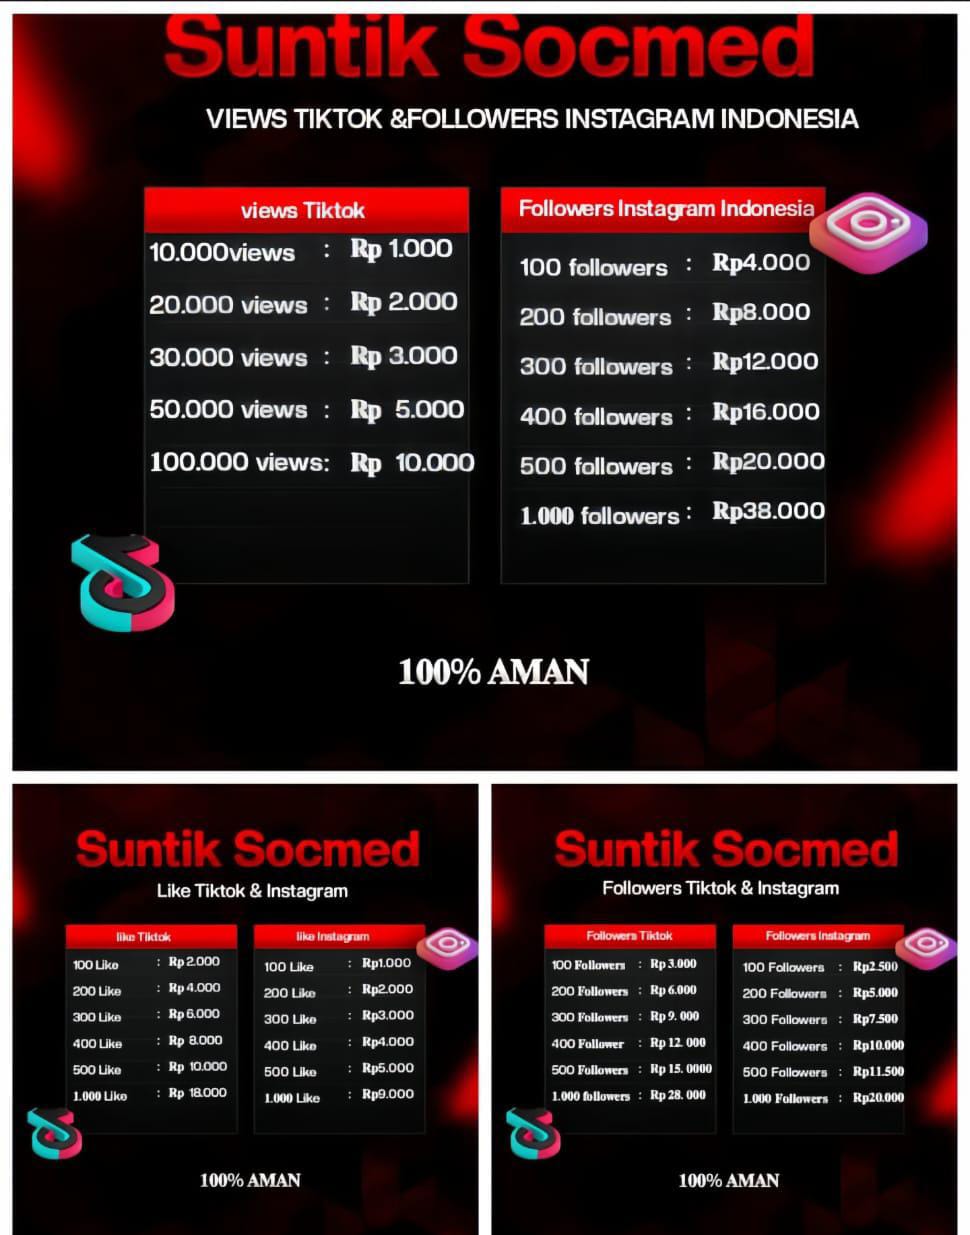 Suntik Socmed
VIEWS TIKTOK &FOLLOWERS INSTAGRAM INDONESIA
views Tiktok
10.000views : Rp 1.000
20.000 views : Rp 2.000
30.000 views : Rp 3.000
50.000 views : Rp 5.000
100.000 views: Rp 10.000
Followers Instagram Indonesia
100 followers : Rp4.000
200 followers : Rp8.000
300 followers : Rp12.000
400 followers : Rp16.000
500 followers : Rp20.000
1.000 followers : Rp38.000
100% AMAN
Suntik Socmed
Like Tiktok & Instagram
like Tiktok
100 Like : Rp 2.000
200 Like : Rp 4.000
300 Like : Rp 6.000
400 Like : Rp 8.000
500 Like : Rp 10.000
1.000 Like : Rp 18.000
like Instagram
100 Like : Rp1.000
200 Like : Rp2.000
300 Like : Rp3.000
400 Like : Rp4.000
500 Like : Rp5.000
1.000 Like : Rp9.000
100% AMAN
Suntik Socmed
Followers Tiktok & Instagram
Followers Tiktok
100 Followers : Rp 3.000
200 Followers : Rp 6.000
300 Followers : Rp 9. 000
400 Follower : Rp 12. 000
500 Followers : Rp 15. 0000
1.000 followers : Rp 28. 000
Followers Instagram
100 Followers : Rp2.500
200 Followers : Rp5.000
300 Followers : Rp7.500
400 Followers : Rp10.000
500 Followers : Rp11.500
1.000 Followers : Rp20.000
100% AMAN